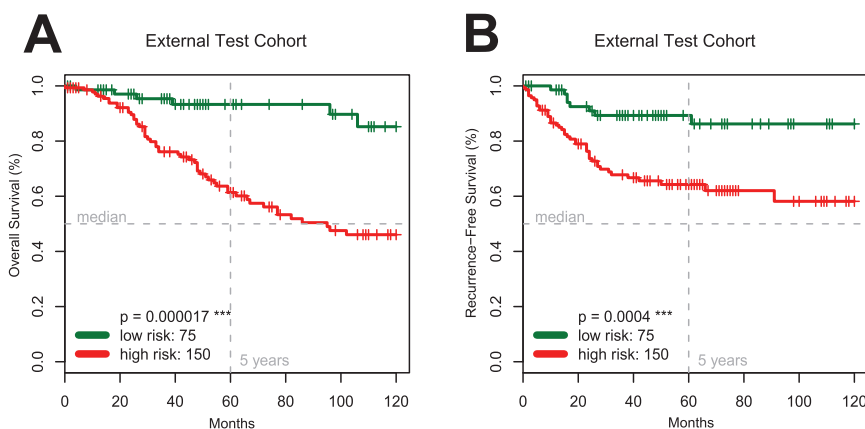 A
External Test Cohort
Overall Survival (%)
1.0
0.8
0.6
0.4
0.2
0.0
median
p = 0.000017 ***
low risk: 75
high risk: 150
5 years
0 20 40 60 80 100 120
Months
B
External Test Cohort
Recurrence-Free Survival (%)
1.0
0.8
0.6
0.4
0.2
0.0
median
p = 0.0004 ***
low risk: 75
high risk: 150
5 years
0 20 40 60 80 100 120
Months